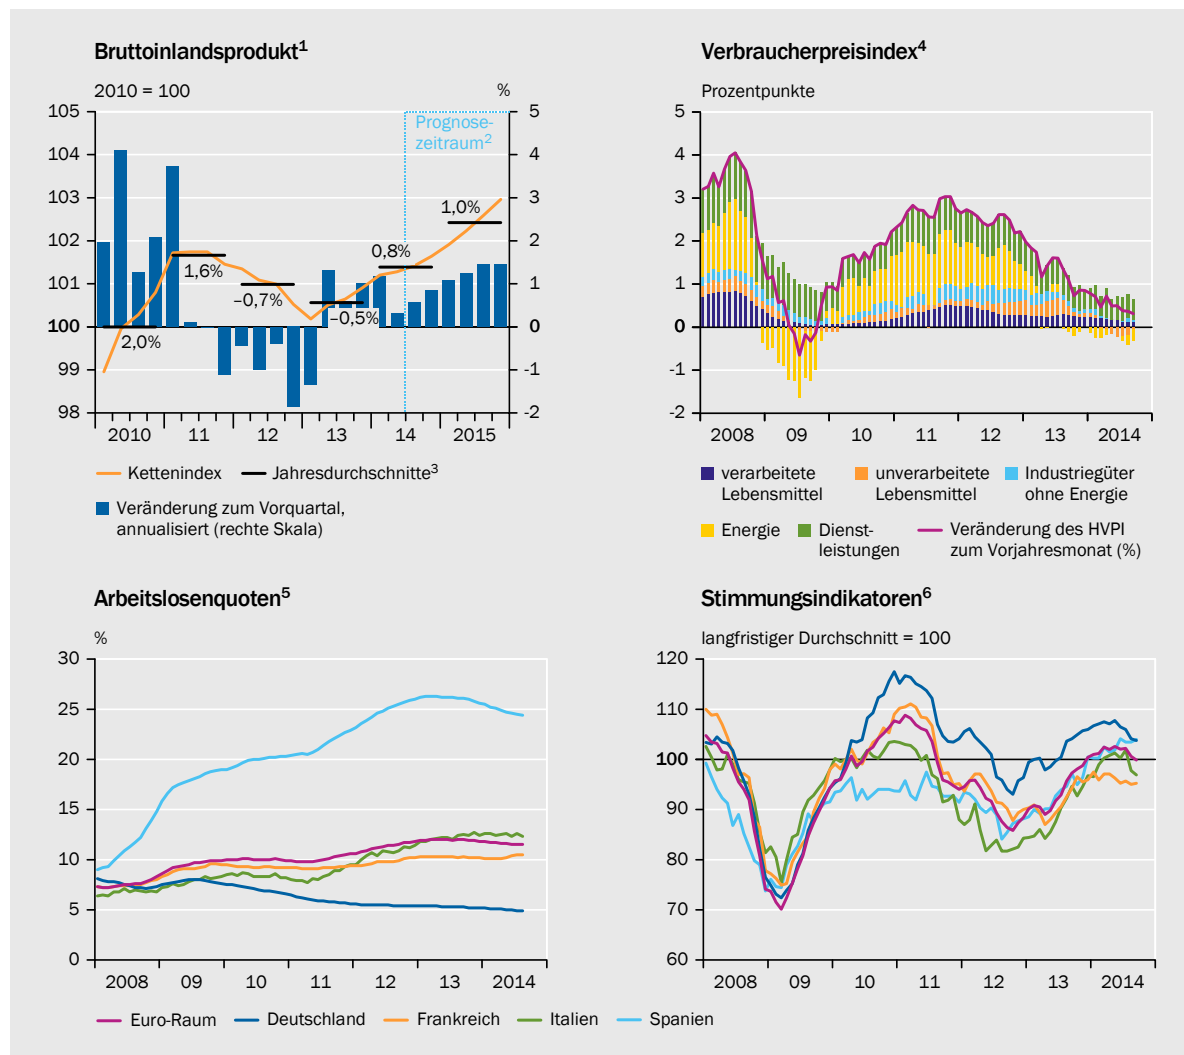 Bruttoinlandsprodukt1
2010 = 100
%
105
104
103
102
101
100
99
98
5
4
3
2
1
0
-1
-2
Prognose-
zeitraum2
2,0%
1,6%
–0,7%
–0,5%
0,8%
1,0%
2010 11 12 13 14 2015
Kettenindex Jahresdurchschnitte3
Veränderung zum Vorquartal,
annualisiert (rechte Skala)
Verbraucherpreisindex4
Prozentpunkte
5
4
3
2
1
0
-1
-2
2008 09 10 11 12 13 2014
verarbeitete
Lebensmittel
unverarbeitete
Lebensmittel
Industriegüter
ohne Energie
Energie
Dienst-
leistungen
Veränderung des HVPI
zum Vorjahresmonat (%)
Arbeitslosenquoten5
%
30
25
20
15
10
5
0
2008 09 10 11 12 13 2014
Stimmungsindikatoren6
langfristiger Durchschnitt = 100
120
110
100
90
80
70
60
2008 09 10 11 12 13 2014
Euro-Raum Deutschland Frankreich Italien Spanien